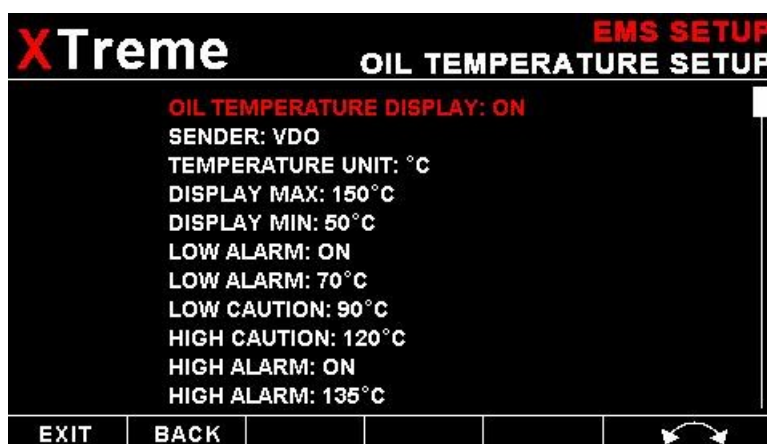 XTreme
EMS SETUP
OIL TEMPERATURE SETUP
OIL TEMPERATURE DISPLAY: ON
SENDER: VDO
TEMPERATURE UNIT: °C
DISPLAY MAX: 150°C
DISPLAY MIN: 50°C
LOW ALARM: ON
LOW ALARM: 70°C
LOW CAUTION: 90°C
HIGH CAUTION: 120°C
HIGH ALARM: ON
HIGH ALARM: 135°C
EXIT BACK